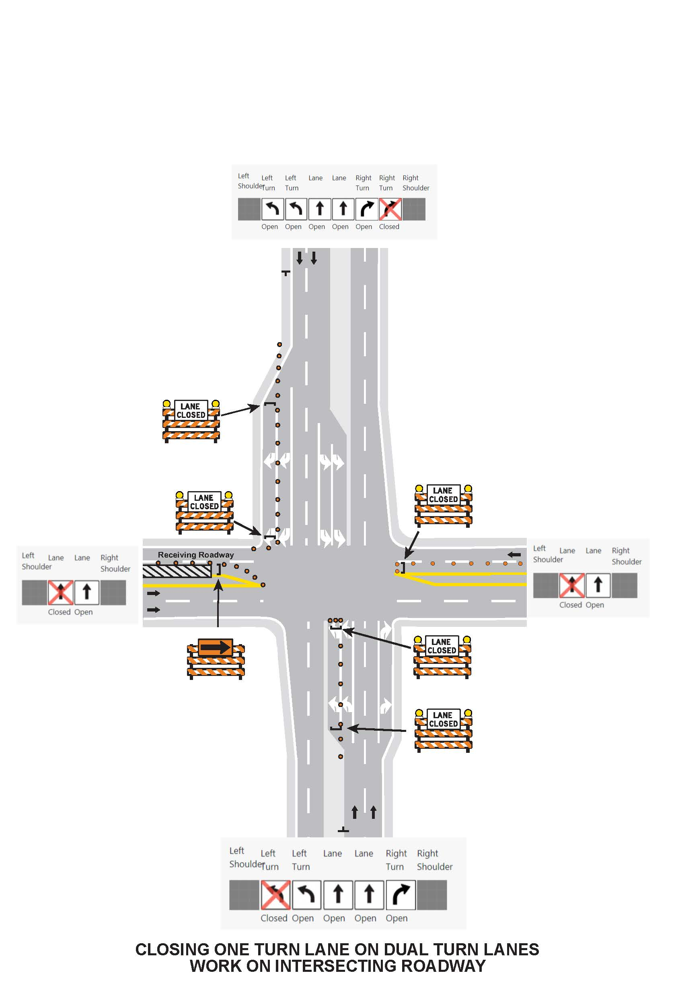 Left Left Left Lane Lane Right Right Right
Shoulder Turn Turn Turn Turn Shoulder
Open Open Open Open Open Closed
LANE
CLOSED
LANE
CLOSED
LANE
CLOSED
Receiving Roadway
Left Lane Lane Right
Shoulder Shoulder
Closed Open
Left Lane Lane Right
Shoulder Shoulder
Closed Open
LANE
CLOSED
LANE
CLOSED
Left Left Left Lane Lane Right Right
Shoulder Turn Turn Turn Shoulder
Closed Open Open Open Open
CLOSING ONE TURN LANE ON DUAL TURN LANES
WORK ON INTERSECTING ROADWAY